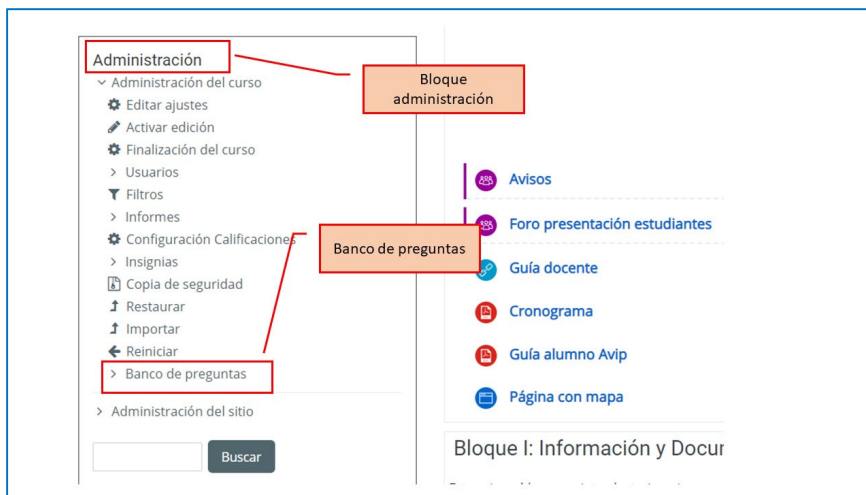 Administración
Administración del curso
Editar ajustes
Activar edición
Finalización del curso
Usuarios
Filtros
Informes
Configuración Calificaciones
Insignias
Copia de seguridad
Restaurar
Importar
Reiniciar
Banco de preguntas
Administración del sitio
Buscar
Bloque
administración
Banco de preguntas
Avisos
Foro presentación estudiantes
Guía docente
Cronograma
Guía alumno Avip
Página con mapa
Bloque I: Información y Docur